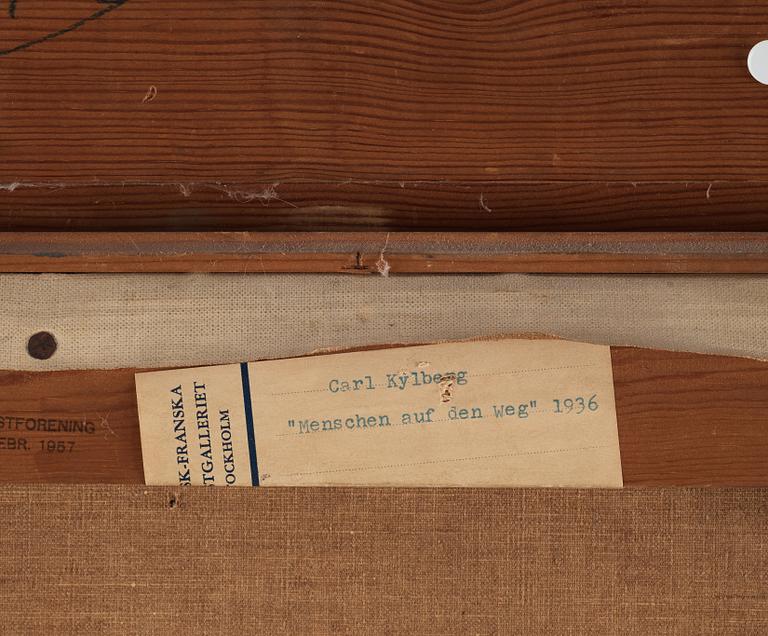 STFORENING
EBR. 1957
SK-FRANSKA
TGALLERIET
OCKHOLM
Carl Kylberg
"Menschen auf den Weg" 1936